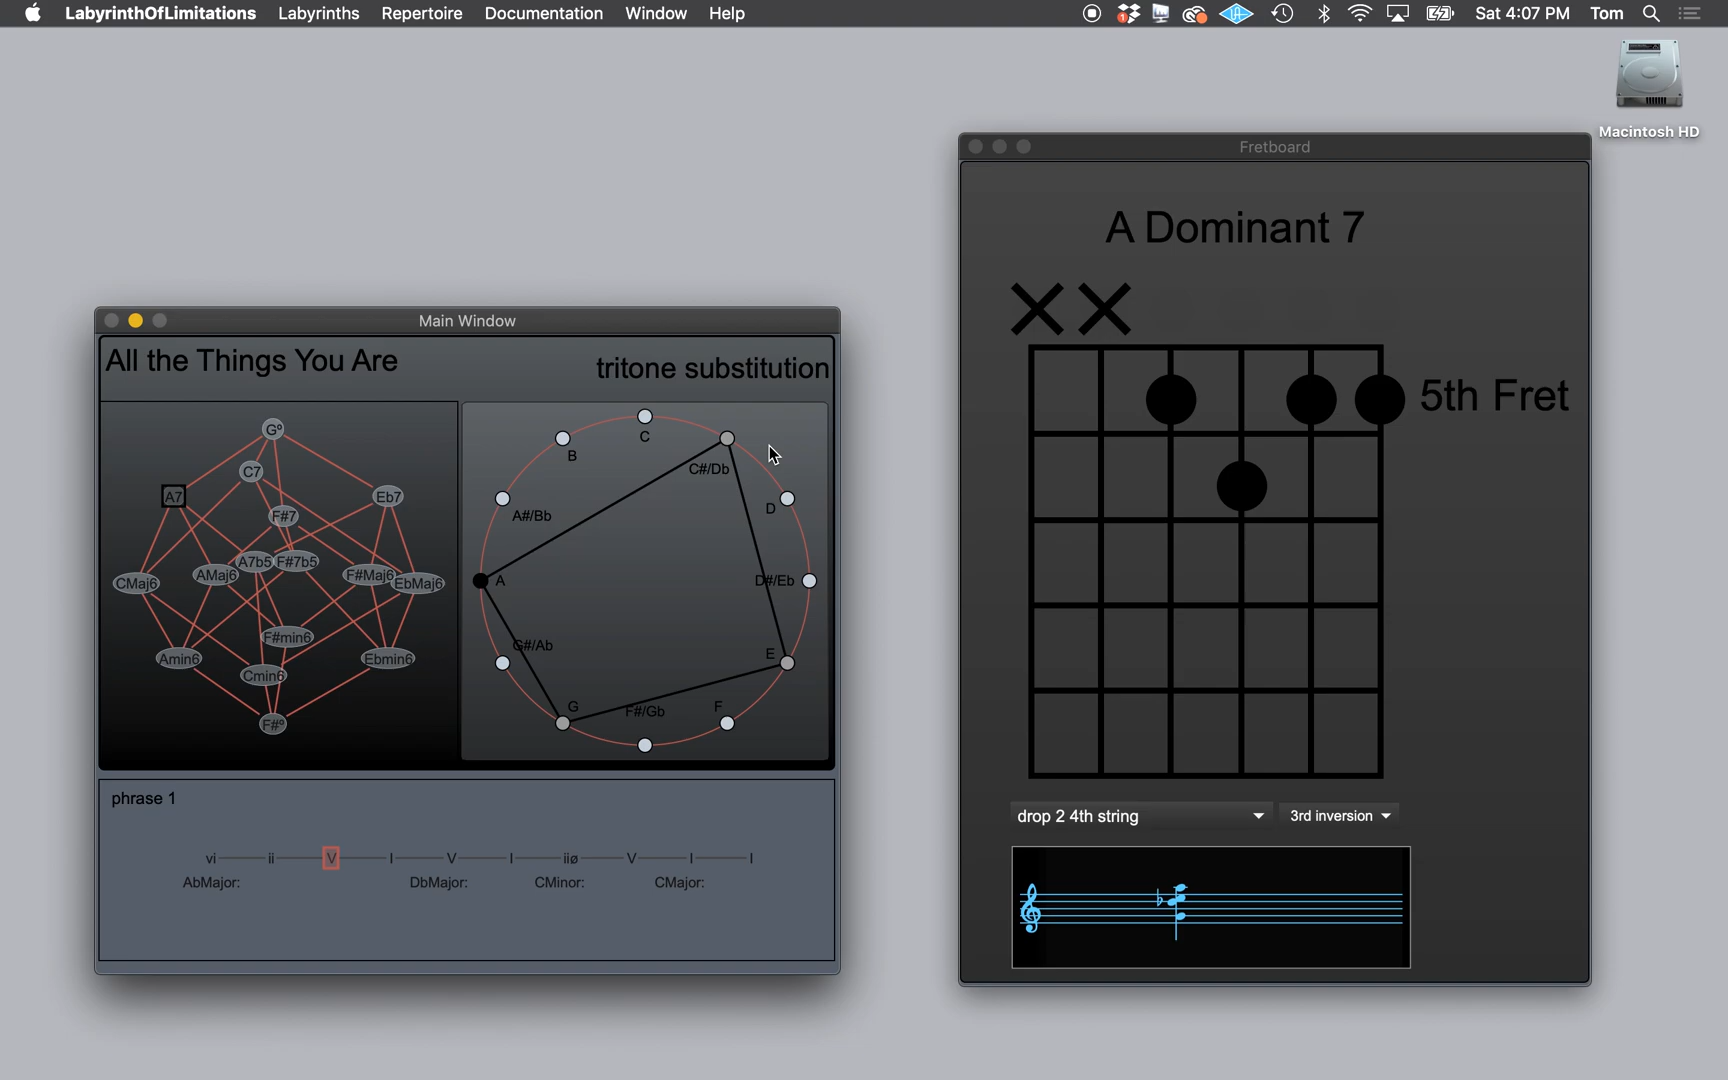 LabyrinthOfLimitations Labyrinths Repertoire Documentation Window Help 1 Sat 4:07 PM Tom
Macintosh HD
Fretboard
A Dominant 7
5th Fret
drop 2 4th string 3rd inversion
Main Window
All the Things You Are tritone substitution
Gº
C7
A7 Eb7
F#7
A7b5 F#7b5
CMaj6 AMaj6 F#Maj6 EbMaj6
F#min6
Amin6 Ebmin6
Cmin6
F#º
C
B C#/Db
A#/Bb D
A D#/Eb
G#/Ab E
G F#/Gb F
phrase 1
vi ii V I V I iiø V I I
AbMajor: DbMajor: CMinor: CMajor: